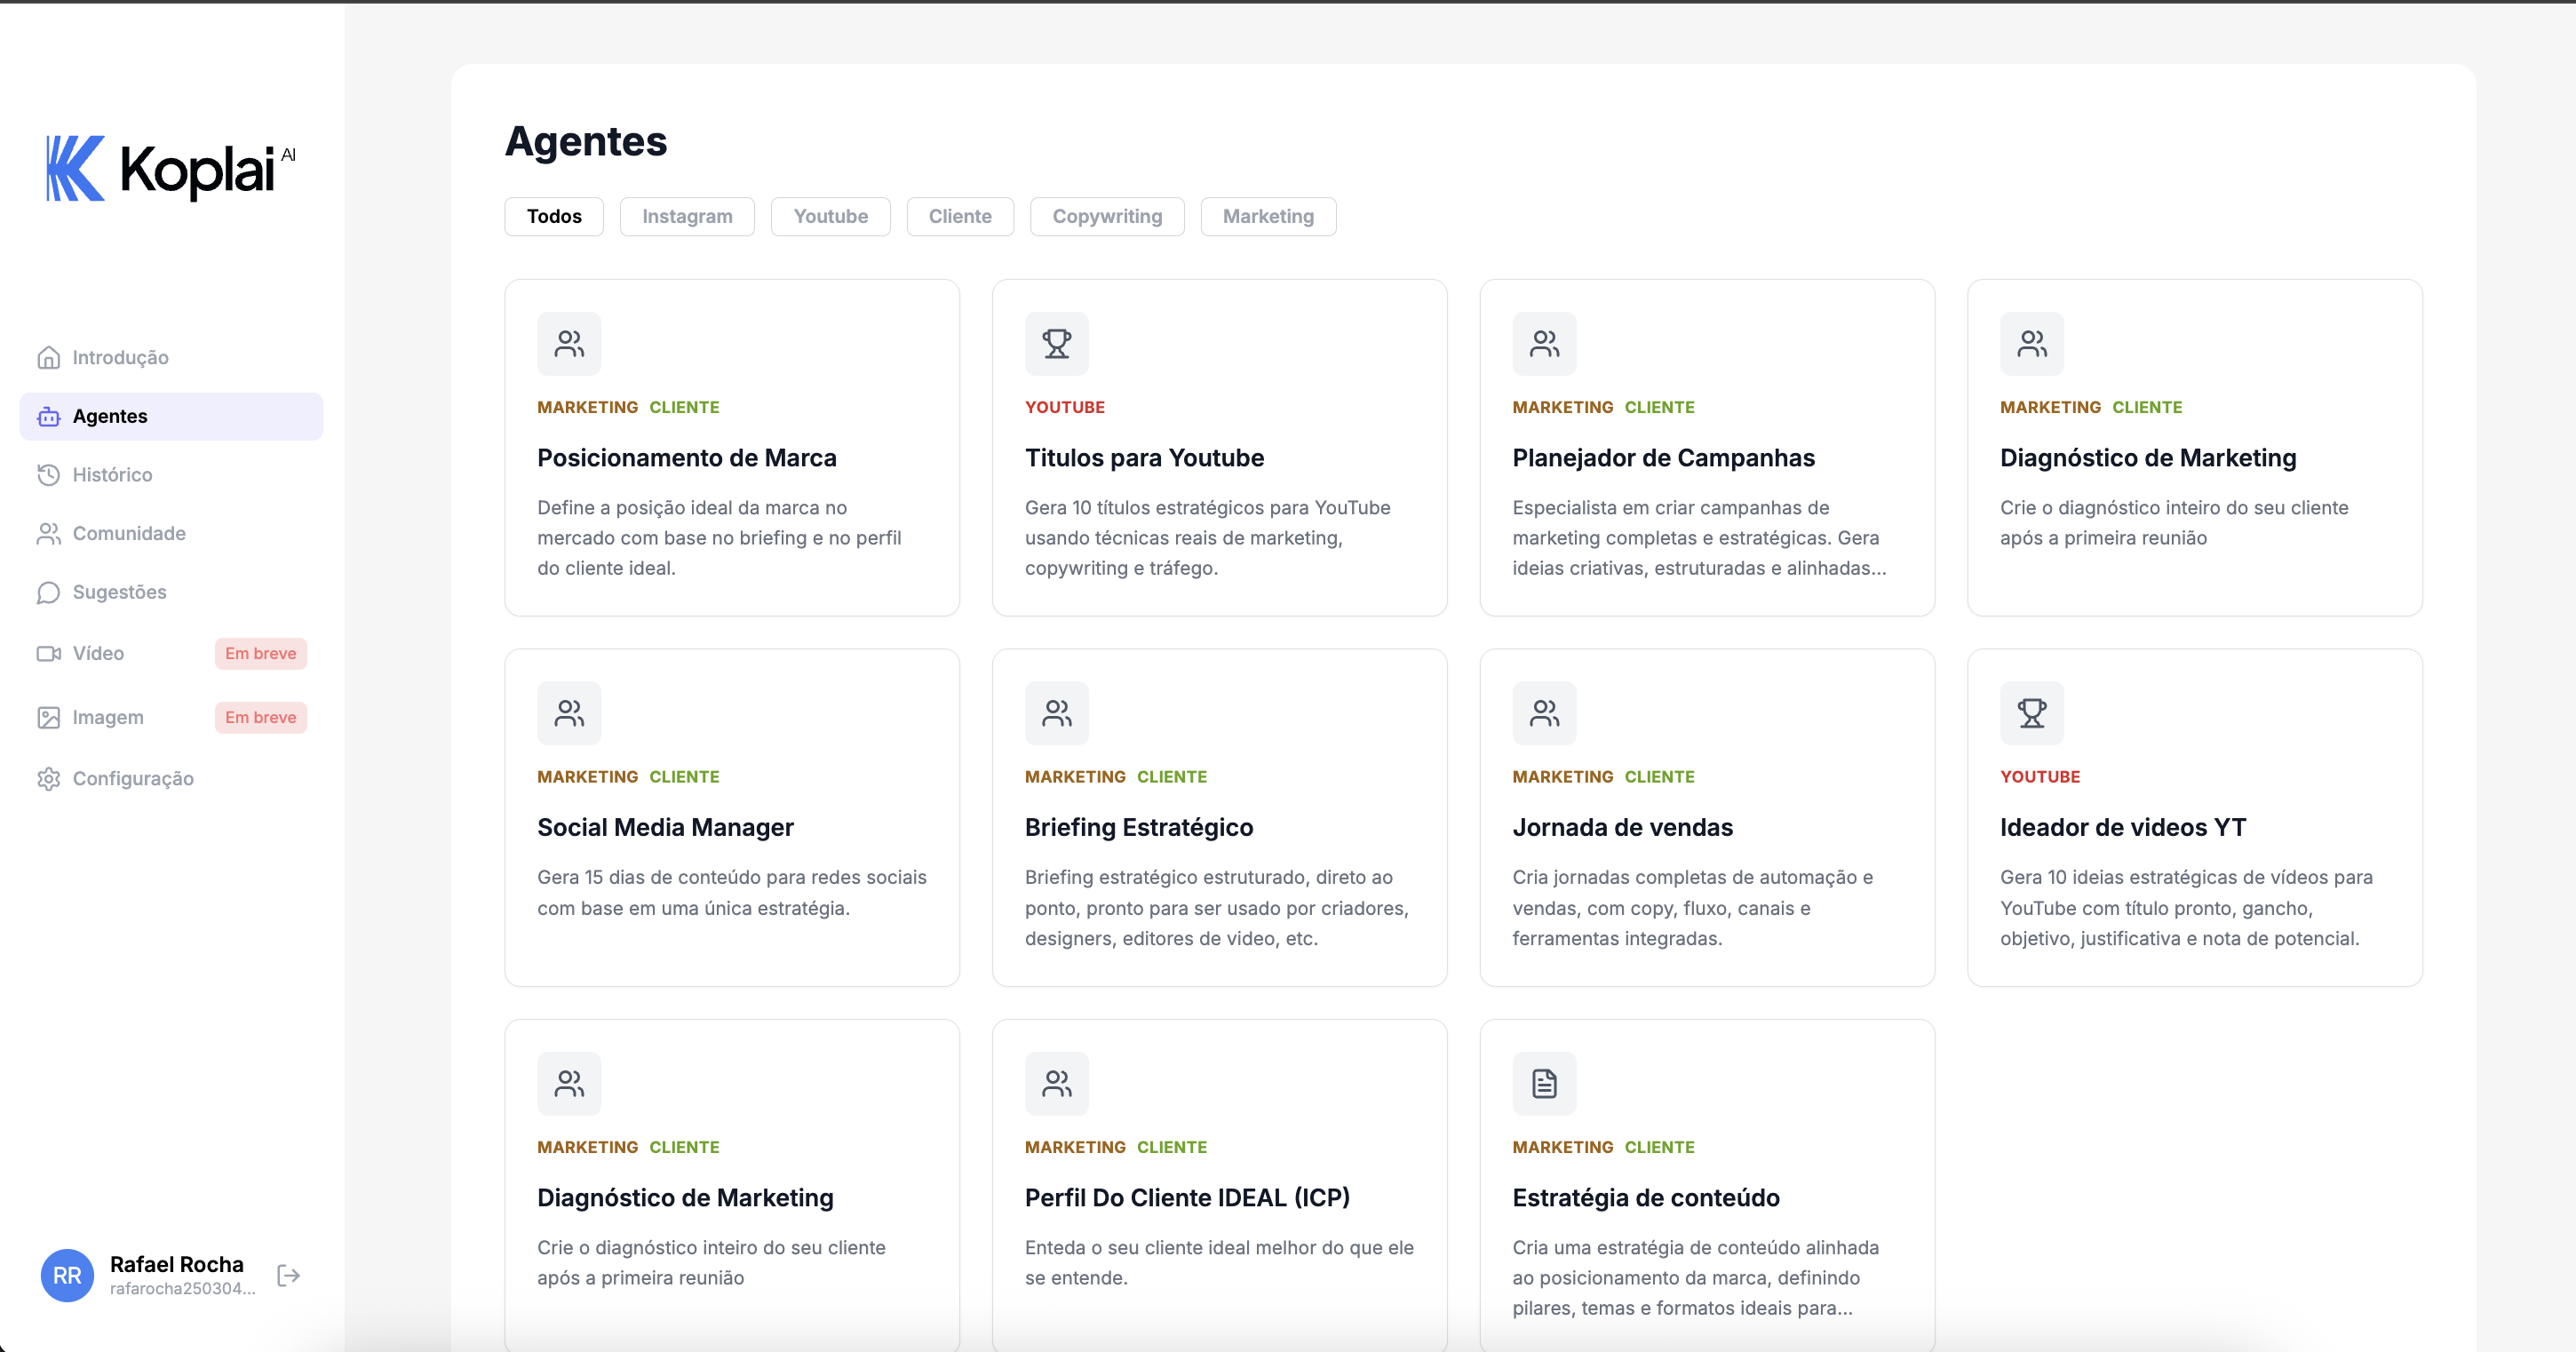 Koplai AI
Introdução
Agentes
Histórico
Comunidade
Sugestões
Vídeo Em breve
Imagem Em breve
Configuração
RR
Rafael Rocha
rafarocha250304...
Agentes
Todos Instagram Youtube Cliente Copywriting Marketing
MARKETING CLIENTE
Posicionamento de Marca
Define a posição ideal da marca no
mercado com base no briefing e no perfil
do cliente ideal.
YOUTUBE
Titulos para Youtube
Gera 10 títulos estratégicos para YouTube
usando técnicas reais de marketing,
copywriting e tráfego.
MARKETING CLIENTE
Planejador de Campanhas
Especialista em criar campanhas de
marketing completas e estratégicas. Gera
ideias criativas, estruturadas e alinhadas...
MARKETING CLIENTE
Diagnóstico de Marketing
Crie o diagnóstico inteiro do seu cliente
após a primeira reunião
MARKETING CLIENTE
Social Media Manager
Gera 15 dias de conteúdo para redes sociais
com base em uma única estratégia.
MARKETING CLIENTE
Briefing Estratégico
Briefing estratégico estruturado, direto ao
ponto, pronto para ser usado por criadores,
designers, editores de video, etc.
MARKETING CLIENTE
Jornada de vendas
Cria jornadas completas de automação e
vendas, com copy, fluxo, canais e
ferramentas integradas.
YOUTUBE
Ideador de videos YT
Gera 10 ideias estratégicas de vídeos para
YouTube com título pronto, gancho,
objetivo, justificativa e nota de potencial.
MARKETING CLIENTE
Diagnóstico de Marketing
Crie o diagnóstico inteiro do seu cliente
após a primeira reunião
MARKETING CLIENTE
Perfil Do Cliente IDEAL (ICP)
Enteda o seu cliente ideal melhor do que ele
se entende.
MARKETING CLIENTE
Estratégia de conteúdo
Cria uma estratégia de conteúdo alinhada
ao posicionamento da marca, definindo
pilares, temas e formatos ideais para...